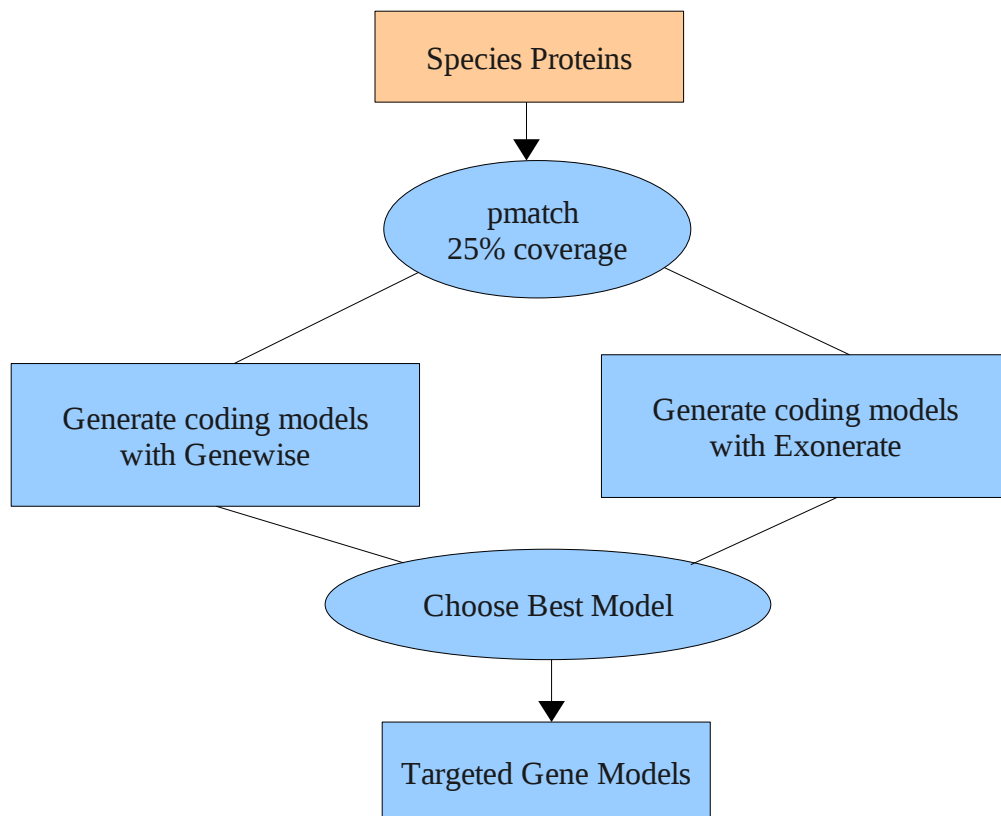 Species Proteins
pmatch
25% coverage
Generate coding models
with Genewise
Generate coding models
with Exonerate
Choose Best Model
Targeted Gene Models